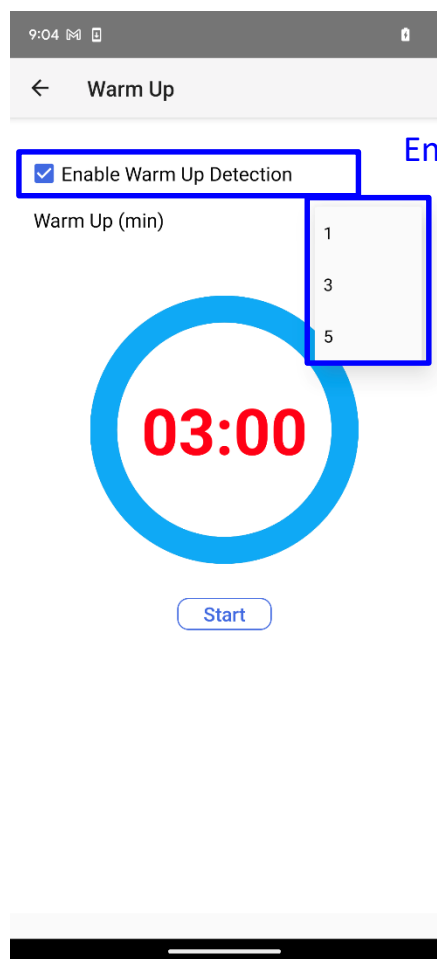 9:04
Warm Up
En
Enable Warm Up Detection
Warm Up (min)
1
3
5
03:00
Start